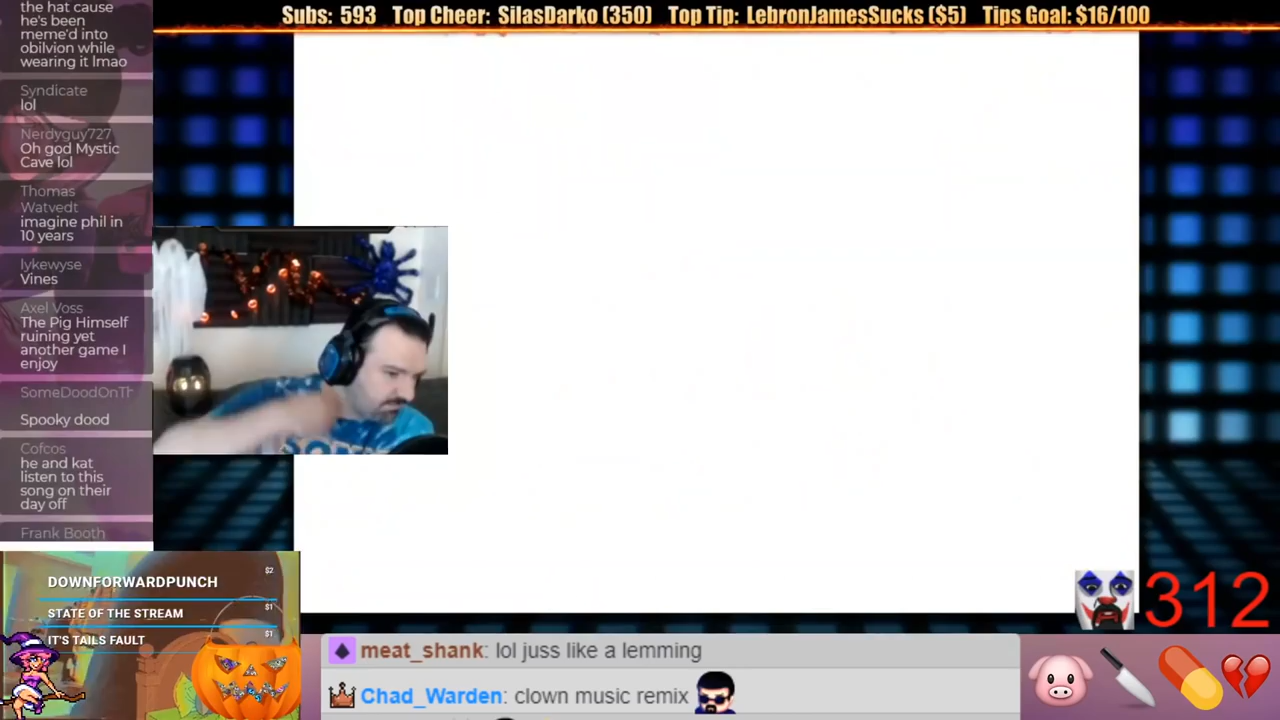 Subs: 593 Top Cheer: SilasDarko (350) Top Tip: LebronJamesSucks ($5) Tips Goal: $16/100
the hat cause
he's been
meme'd into
obilvion while
wearing it lmao
Syndicate
lol
Nerdyguy727
Oh god Mystic
Cave lol
Thomas
Watvedt
imagine phil in
10 years
lykewyse
Vines
Axel Voss
The Pig Himself
ruining yet
another game I
enjoy
SomeDoodOnTh
Spooky dood
Cofcos
he and kat
listen to this
song on their
day off
Frank Booth
DOWNFORWARDPUNCH $2
STATE OF THE STREAM $1
IT'S TAILS FAULT $1
312
meat_shank: lol juss like a lemming
Chad_Warden: clown music remix